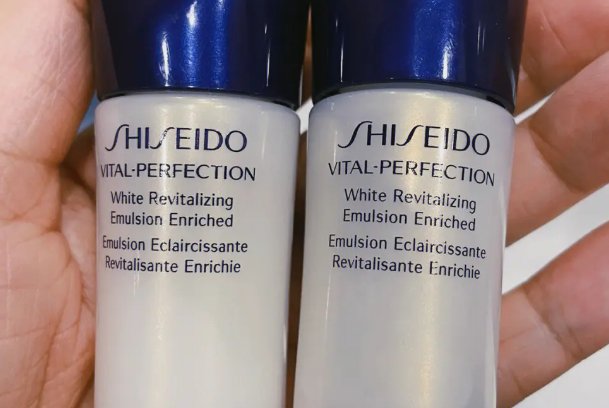 SHISEIDO
VITAL-PERFECTION
White Revitalizing
Emulsion Enriched
Emulsion Eclaircissante
Revitalisante Enrichie
SHISEIDO
VITAL-PERFECTION
White Revitalizing
Emulsion Enriched
Emulsion Eclaircissante
Revitalisante Enrichie